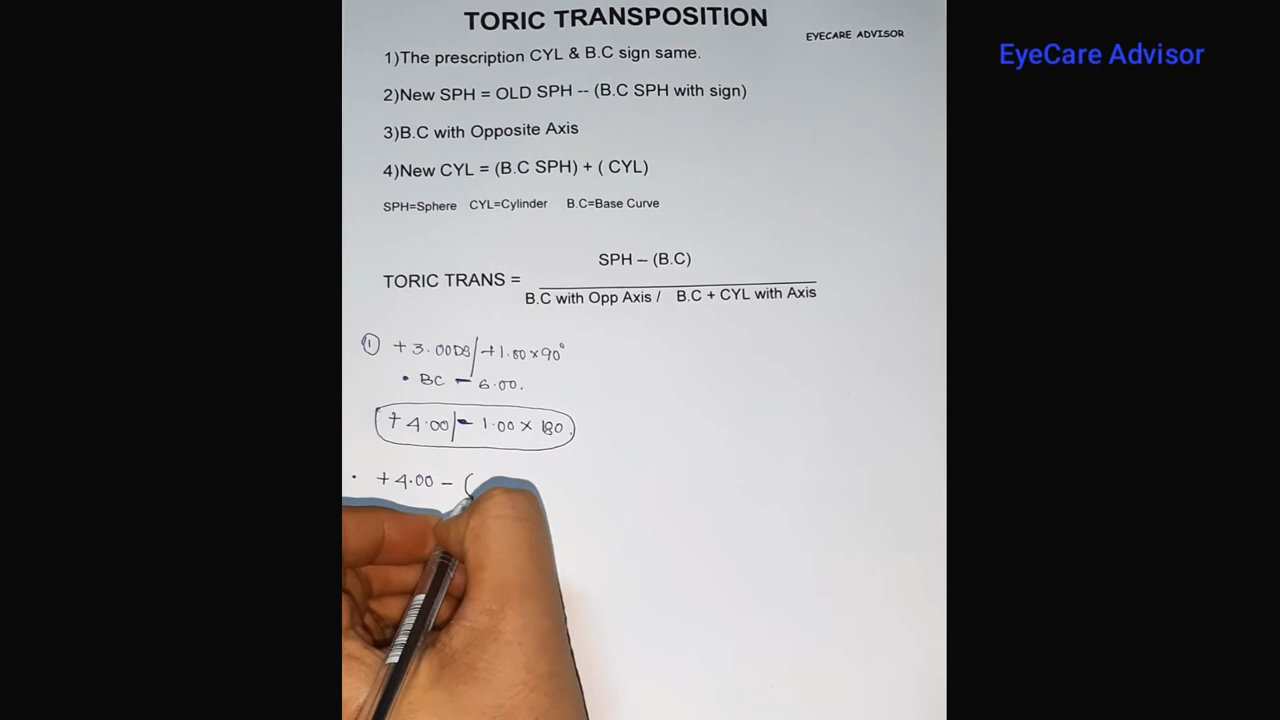 TORIC TRANSPOSITION
EYECARE ADVISOR
EyeCare Advisor
1)The prescription CYL & B.C sign same.
2)New SPH = OLD SPH -- (B.C SPH with sign)
3)B.C with Opposite Axis
4)New CYL = (B.C SPH) + ( CYL)
SPH=Sphere CYL=Cylinder B.C=Base Curve
SPH – (B.C)
TORIC TRANS =
B.C with Opp Axis / B.C + CYL with Axis
① +3.00DS/+1.00×90°
• BC – 6.00.
+4.00/-1.00×180.
• +4.00 – (